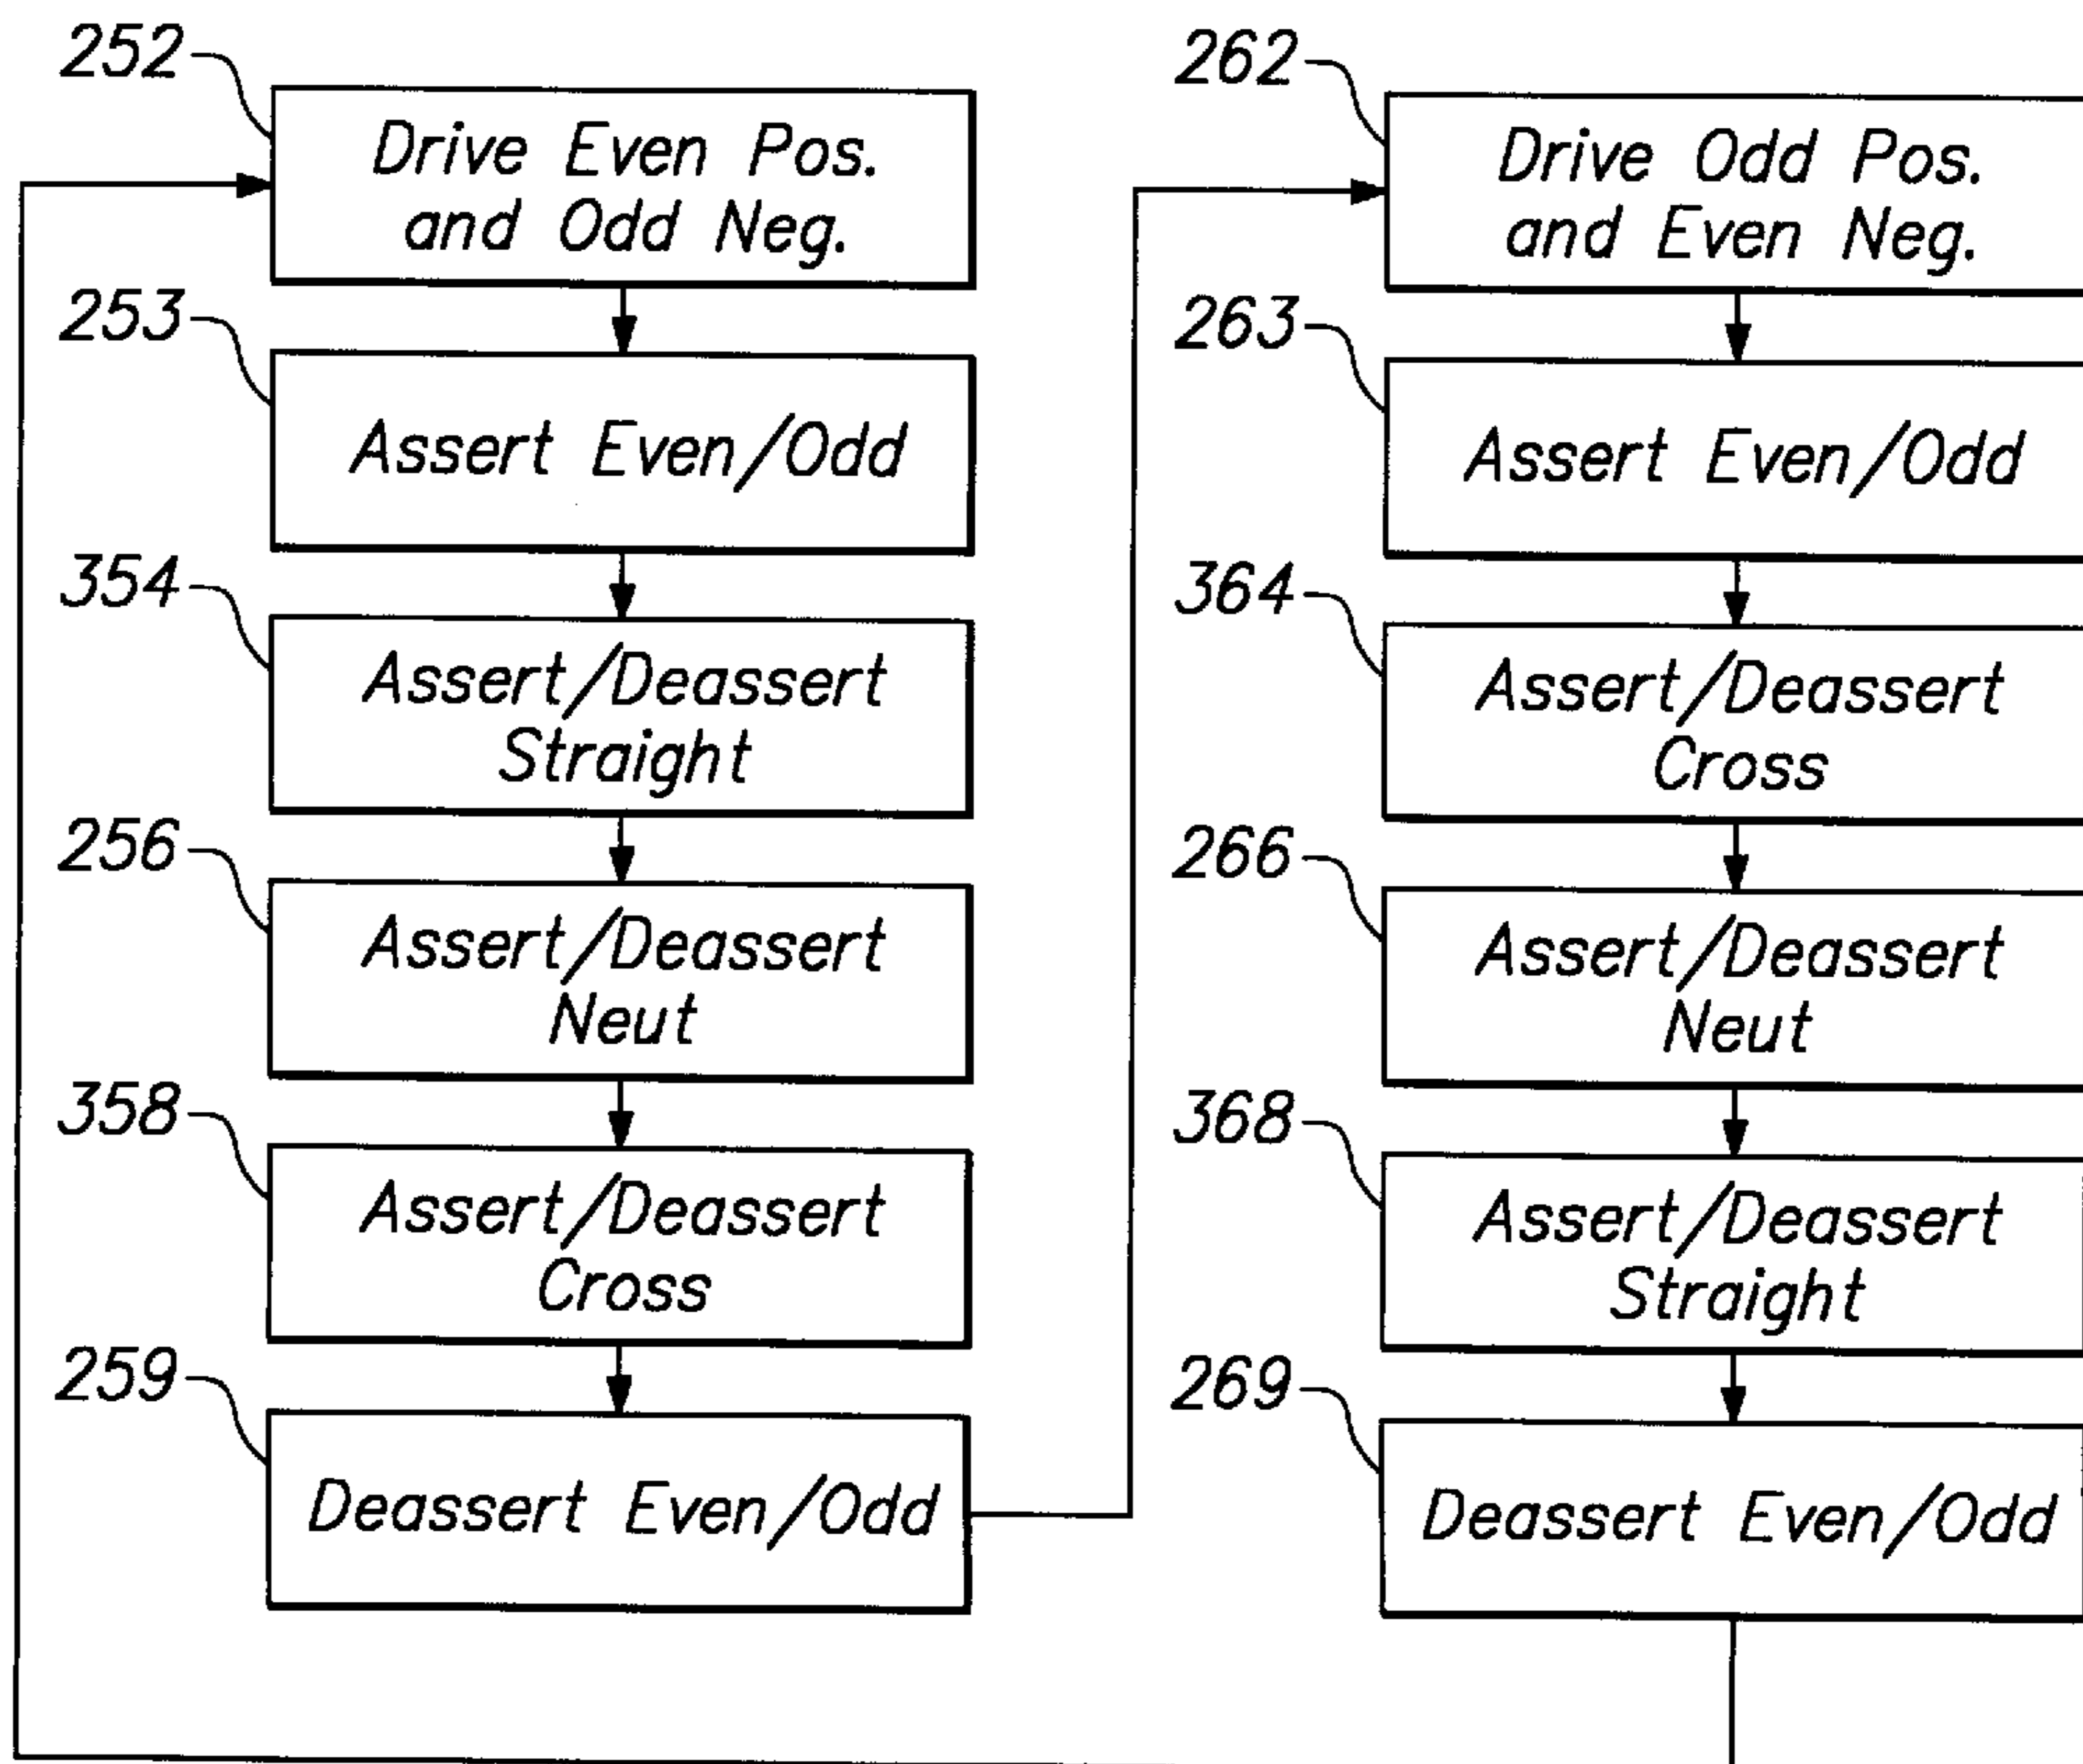 252
Drive Even Pos.
and Odd Neg.
253
Assert Even/Odd
354
Assert/Deassert
Straight
256
Assert/Deassert
Neut
358
Assert/Deassert
Cross
259
Deassert Even/Odd
262
Drive Odd Pos.
and Even Neg.
263
Assert Even/Odd
364
Assert/Deassert
Cross
266
Assert/Deassert
Neut
368
Assert/Deassert
Straight
269
Deassert Even/Odd